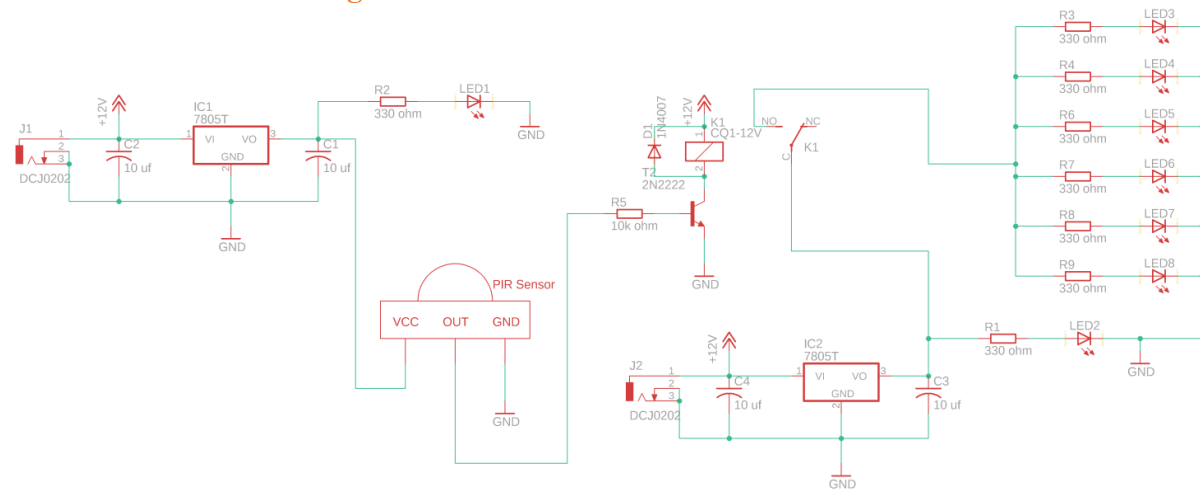 J1
1
2
3
DCJ0202
+12V
C2
10 uf
IC1
7805T
1
VI
VO
3
GND
2
C1
10 uf
GND
R2
330 ohm
LED1
GND
PIR Sensor
VCC
OUT
GND
GND
R5
10k ohm
D1
1N4007
T2
2N2222
+12V
K1
CQ1-12V
1
2
GND
NO
NC
K1
C
J2
1
2
3
DCJ0202
+12V
C4
10 uf
IC2
7805T
1
VI
VO
3
GND
2
C3
10 uf
GND
R1
330 ohm
LED2
GND
R3
330 ohm
LED3
R4
330 ohm
LED4
R6
330 ohm
LED5
R7
330 ohm
LED6
R8
330 ohm
LED7
R9
330 ohm
LED8